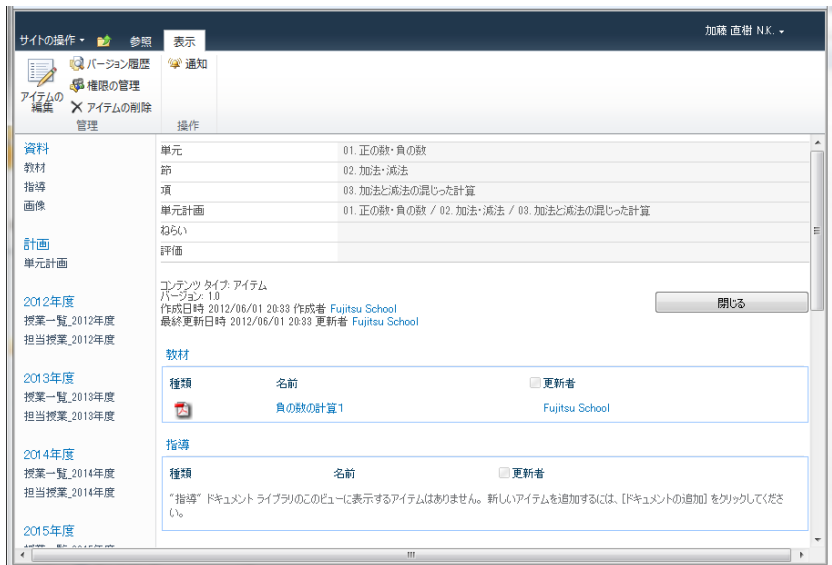 加藤 直樹 N.K.
サイトの操作 参照 表示
アイテムの編集
バージョン履歴
権限の管理
アイテムの削除
管理
通知
操作
資料
教材
指導
画像
計画
単元計画
2012年度
授業一覧_2012年度
担当授業_2012年度
2013年度
授業一覧_2013年度
担当授業_2013年度
2014年度
授業一覧_2014年度
担当授業_2014年度
2015年度
単元 01. 正の数・負の数
節 02. 加法・減法
項 03. 加法と減法の混じった計算
単元計画 01. 正の数・負の数 / 02. 加法・減法 / 03. 加法と減法の混じった計算
ねらい
評価
コンテンツ タイプ: アイテム
バージョン: 1.0
作成日時 2012/06/01 20:33 作成者 Fujitsu School
最終更新日時 2012/06/01 20:33 更新者 Fujitsu School
閉じる
教材
種類 名前 更新者
負の数の計算1 Fujitsu School
指導
種類 名前 更新者
"指導" ドキュメント ライブラリのこのビューに表示するアイテムはありません。新しいアイテムを追加するには、[ドキュメントの追加] をクリックしてくださ
い。